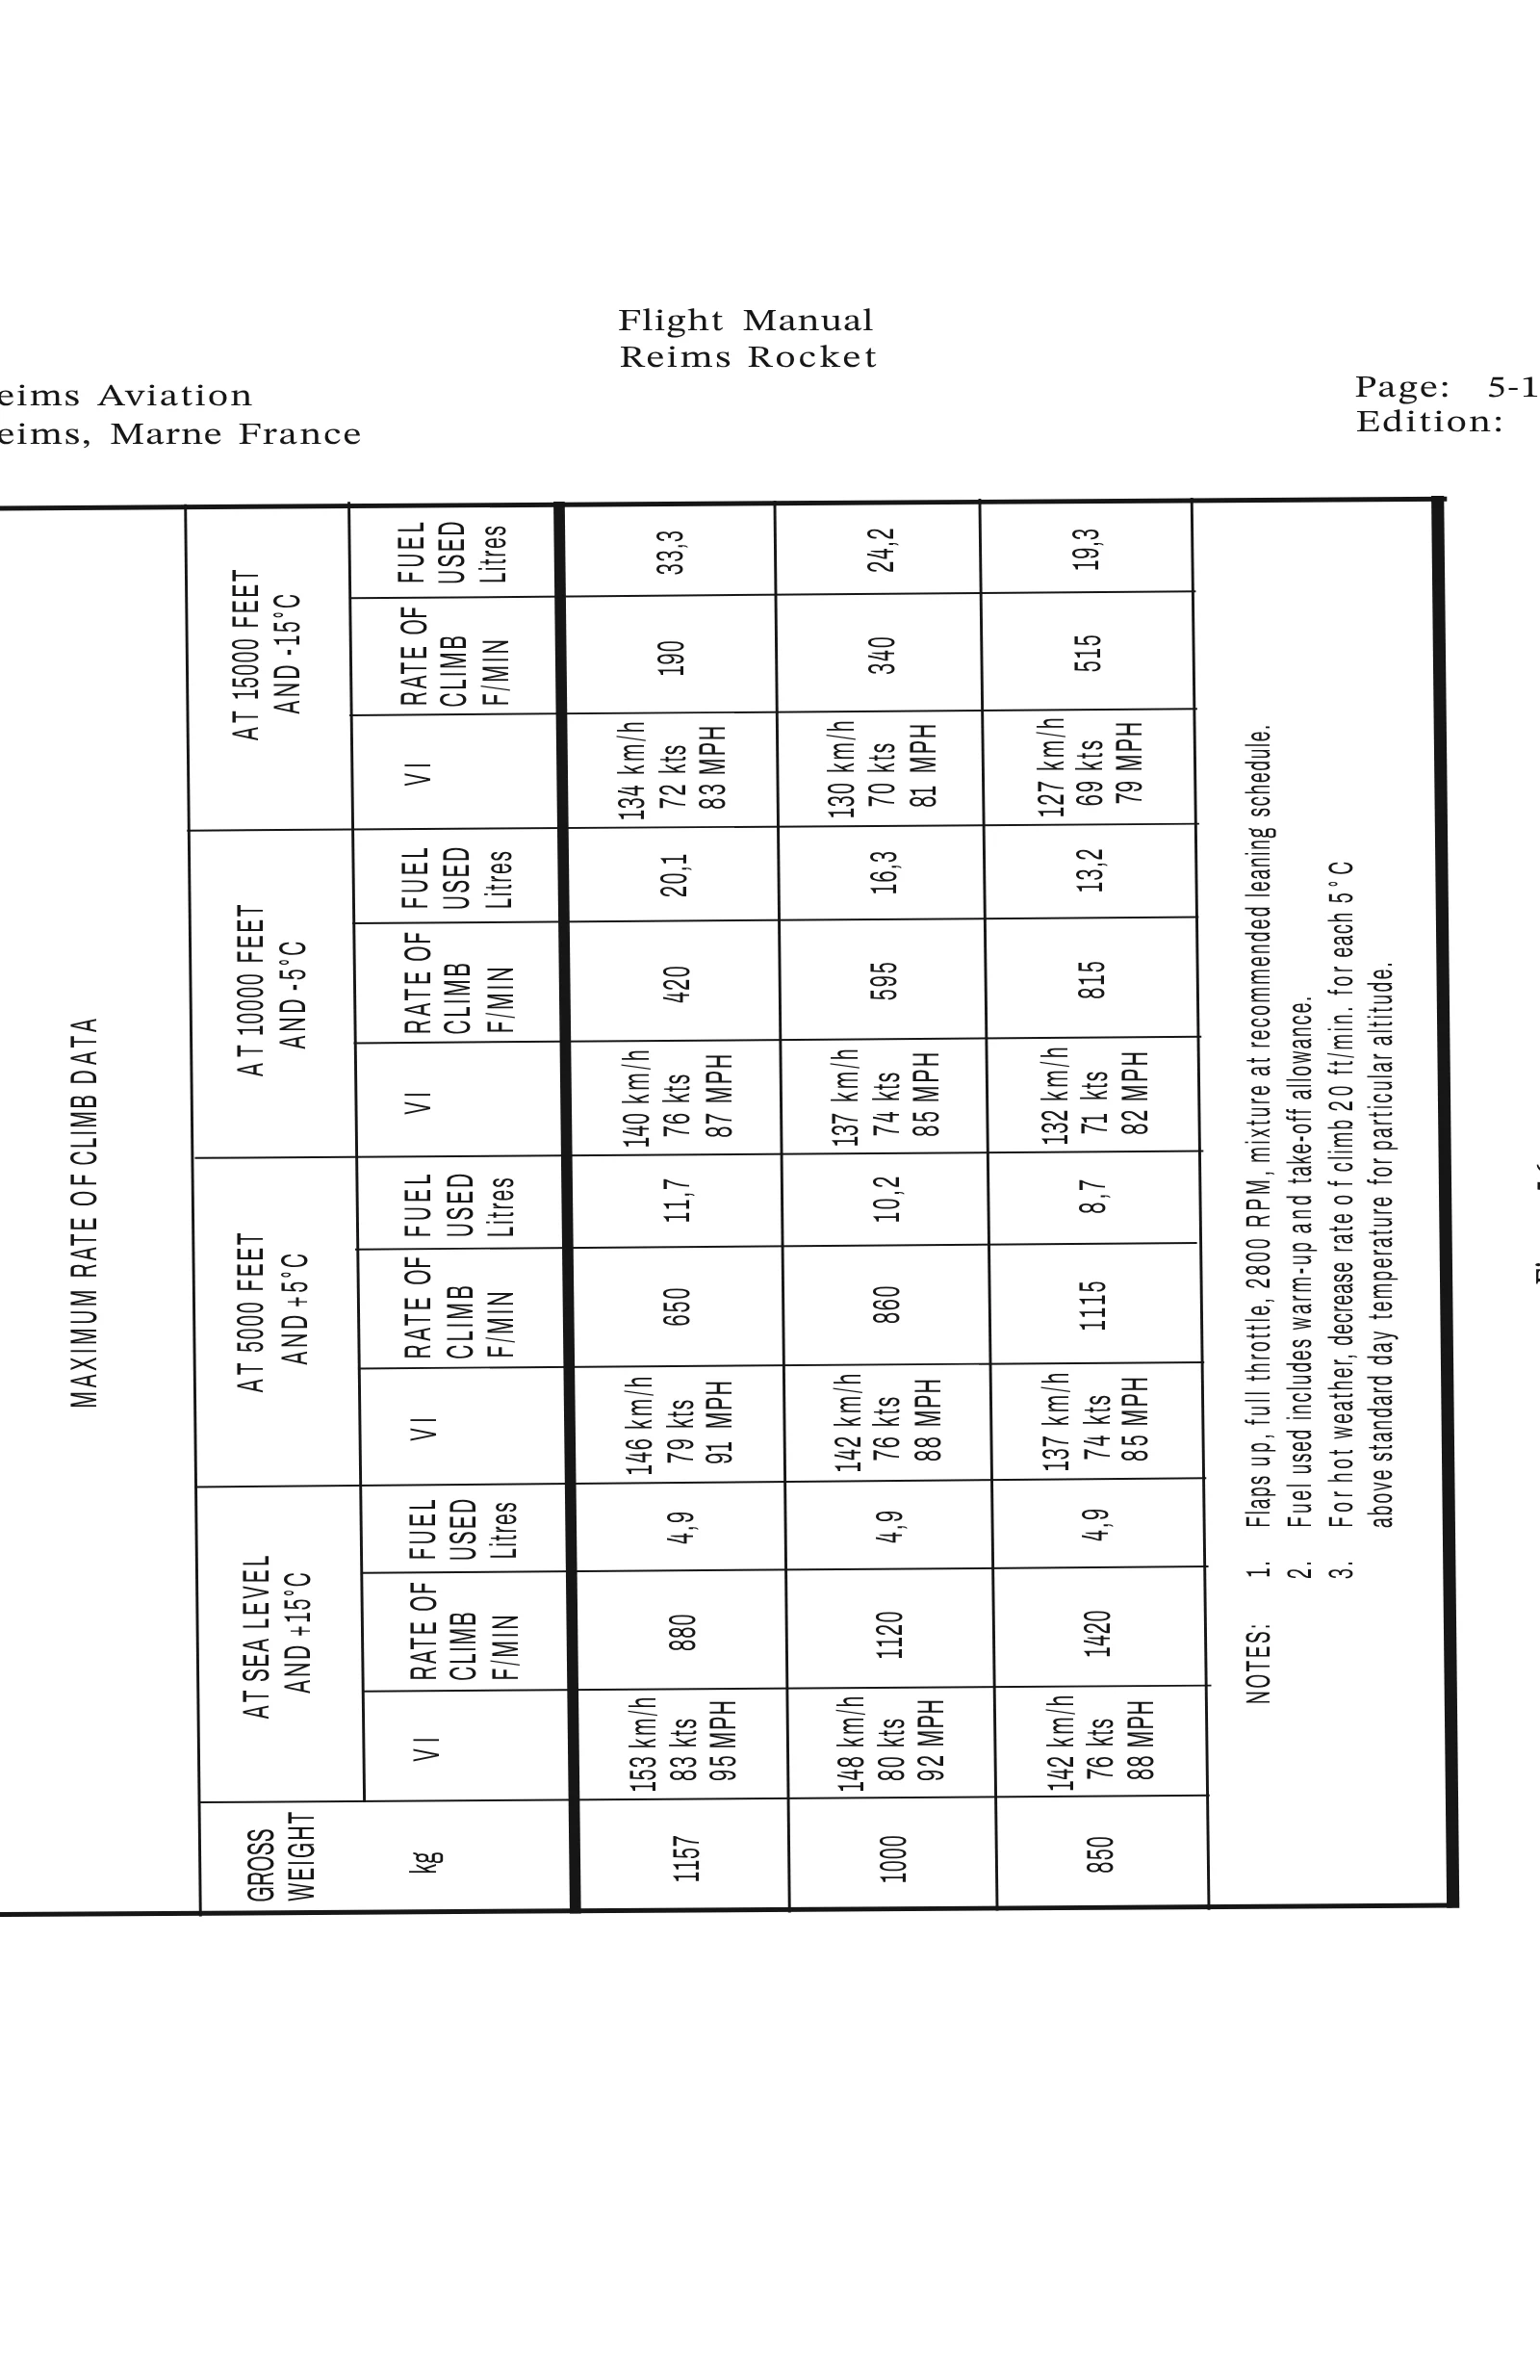 Flight Manual
Reims Rocket
eims Aviation
eims, Marne France
Page: 5-1
Edition:
MAXIMUM RATE OF CLIMB DATA
GROSS
WEIGHT
kg
AT SEA LEVEL
AND +15°C
AT 5000 FEET
AND +5°C
AT 10000 FEET
AND -5°C
AT 15000 FEET
AND -15°C
VI
RATE OF
CLIMB
F/MIN
FUEL
USED
Litres
VI
RATE OF
CLIMB
F/MIN
FUEL
USED
Litres
VI
RATE OF
CLIMB
F/MIN
FUEL
USED
Litres
VI
RATE OF
CLIMB
F/MIN
FUEL
USED
Litres
1157
153 km/h
83 kts
95 MPH
880
4,9
146 km/h
79 kts
91 MPH
650
11,7
140 km/h
76 kts
87 MPH
420
20,1
134 km/h
72 kts
83 MPH
190
33,3
1000
148 km/h
80 kts
92 MPH
1120
4,9
142 km/h
76 kts
88 MPH
860
10,2
137 km/h
74 kts
85 MPH
595
16,3
130 km/h
70 kts
81 MPH
340
24,2
850
142 km/h
76 kts
88 MPH
1420
4,9
137 km/h
74 kts
85 MPH
1115
8,7
132 km/h
71 kts
82 MPH
815
13,2
127 km/h
69 kts
79 MPH
515
19,3
NOTES: 1. Flaps up, full throttle, 2800 RPM, mixture at recommended leaning schedule.
2. Fuel used includes warm-up and take-off allowance.
3. For hot weather, decrease rate of climb 20 ft/min. for each 5°C
above standard day temperature for particular altitude.